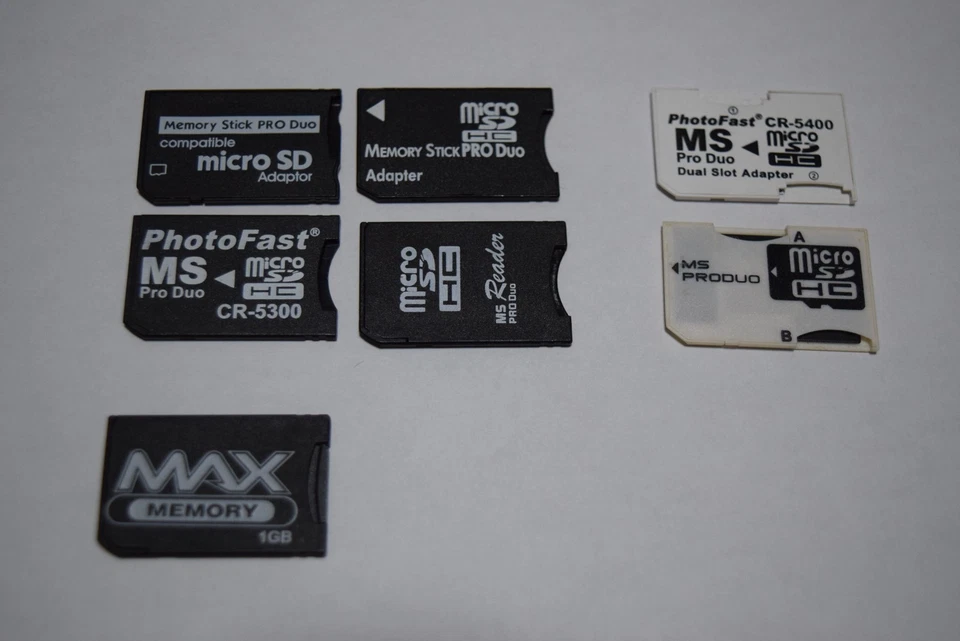 Memory Stick PRO Duo
compatible
micro SD
Adaptor
Micro
SD
HC
MEMORY STICK PRO DUO
Adapter
①
PhotoFast® CR-5400
MS
Pro Duo
Micro
SD
HC
Dual Slot Adapter ②
PhotoFast®
MS
Pro Duo
Micro
SD
HC
CR-5300
Micro
SD
HC
MS Reader
PRO Duo
A
MS
PRODUO
Micro
SD
HC
B
MAX
MEMORY
1GB